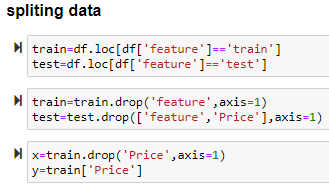 spliting data
train=df.loc[df['feature']=='train']
test=df.loc[df['feature']=='test']
train=train.drop('feature',axis=1)
test=test.drop(['feature','Price'],axis=1)
x=train.drop('Price',axis=1)
y=train['Price']